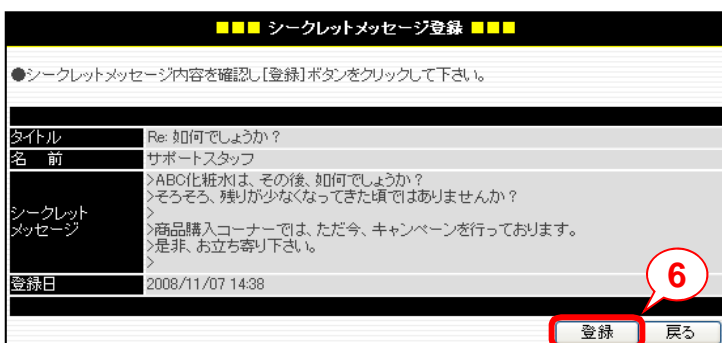 ■■■ シークレットメッセージ登録 ■■■
●シークレットメッセージ内容を確認し[登録]ボタンをクリックして下さい。
タイトル Re: 如何でしょうか?
名 前 サポートスタッフ
シークレット
メッセージ
>ABC化粧水は、その後、如何でしょうか?
>そろそろ、残りが少なくなってきた頃ではありませんか?
>
>商品購入コーナーでは、ただ今、キャンペーンを行っております。
>是非、お立ち寄り下さい。
>
登録日 2008/11/07 14:38
6
登録 戻る